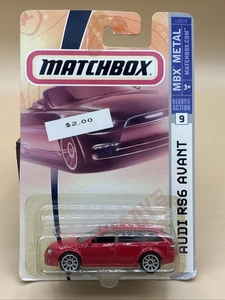 MATCHBOX
$2.00
MBX METAL
MATCHBOX.COM
3+
READY FOR ACTION
9
AUDI RS6 AVANT